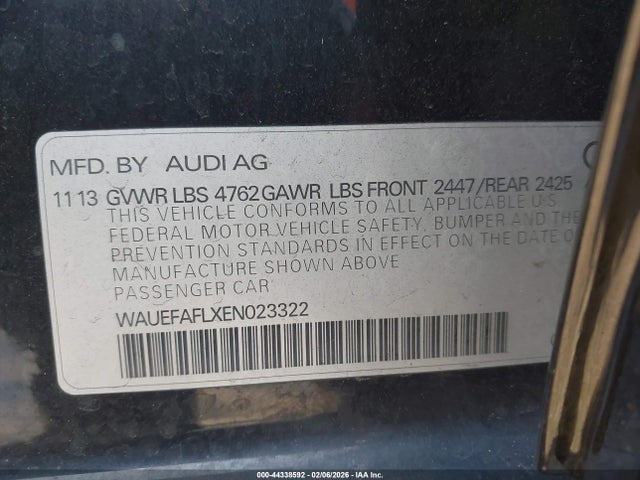 MFD. BY AUDI AG
11 13 GVWR LBS 4762 GAWR LBS FRONT 2447/REAR 2425
THIS VEHICLE CONFORMS TO ALL APPLICABLE U.S
FEDERAL MOTOR VEHICLE SAFETY, BUMPER AND THE
PREVENTION STANDARDS IN EFFECT ON THE DATE O
MANUFACTURE SHOWN ABOVE
PASSENGER CAR
WAUEFAFLXEN023322
000-44338592 - 02/06/2026 - IAA Inc.